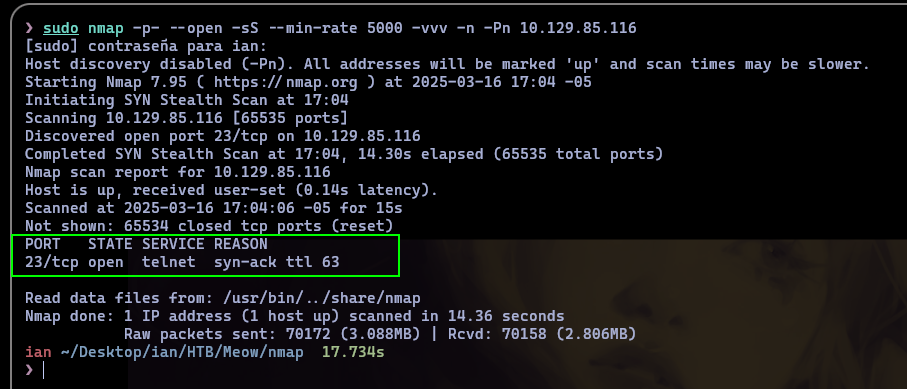 ❯ sudo nmap -p- --open -sS --min-rate 5000 -vvv -n -Pn 10.129.85.116
[sudo] contraseña para ian:
Host discovery disabled (-Pn). All addresses will be marked 'up' and scan times may be slower.
Starting Nmap 7.95 ( https://nmap.org ) at 2025-03-16 17:04 -05
Initiating SYN Stealth Scan at 17:04
Scanning 10.129.85.116 [65535 ports]
Discovered open port 23/tcp on 10.129.85.116
Completed SYN Stealth Scan at 17:04, 14.30s elapsed (65535 total ports)
Nmap scan report for 10.129.85.116
Host is up, received user-set (0.14s latency).
Scanned at 2025-03-16 17:04:06 -05 for 15s
Not shown: 65534 closed tcp ports (reset)
PORT   STATE SERVICE REASON
23/tcp open  telnet  syn-ack ttl 63
Read data files from: /usr/bin/../share/nmap
Nmap done: 1 IP address (1 host up) scanned in 14.36 seconds
Raw packets sent: 70172 (3.088MB) | Rcvd: 70158 (2.806MB)
ian ~/Desktop/ian/HTB/Meow/nmap  17.734s
❯